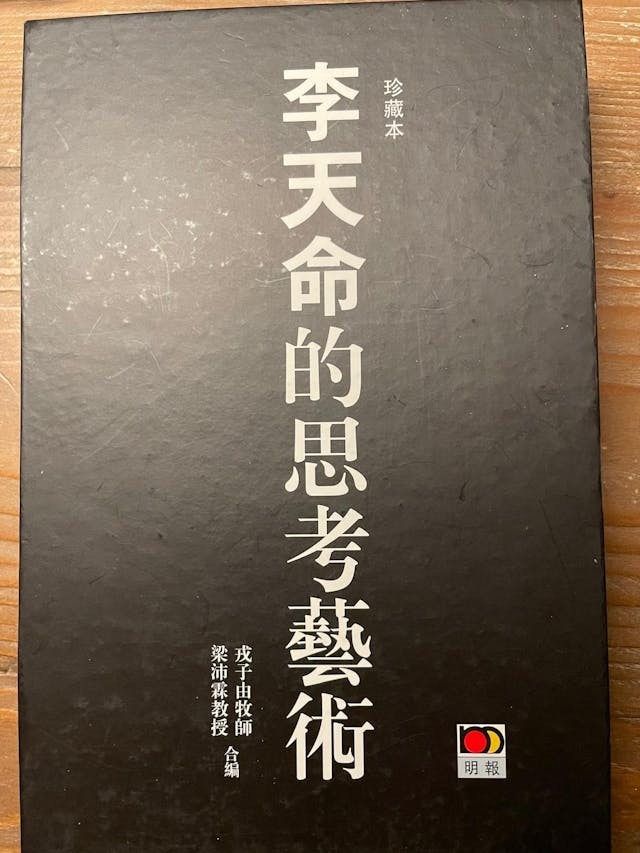 珍藏本
李天命的思考藝術
戎子由牧師
梁沛霖教授
合編
明報